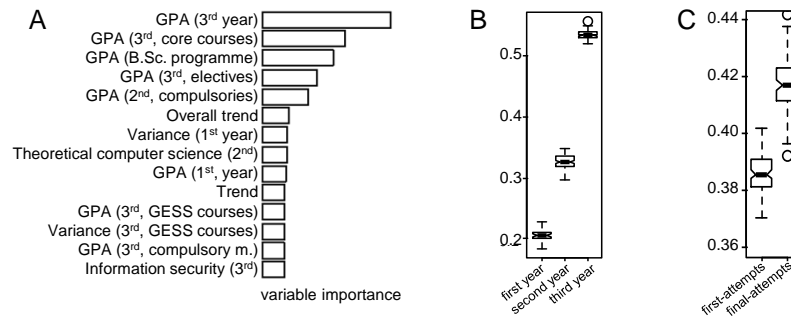 A
GPA (3rd year)
GPA (3rd, core courses)
GPA (B.Sc. programme)
GPA (3rd, electives)
GPA (2nd, compulsories)
Overall trend
Variance (1st year)
Theoretical computer science (2nd)
GPA (1st, year)
Trend
GPA (3rd, GESS courses)
Variance (3rd, GESS courses)
GPA (3rd, compulsory m.)
Information security (3rd)
variable importance
B
0.5
0.4
0.3
0.2
first year
second year
third year
C
0.44
0.42
0.40
0.38
0.36
first-attempts
final-attempts